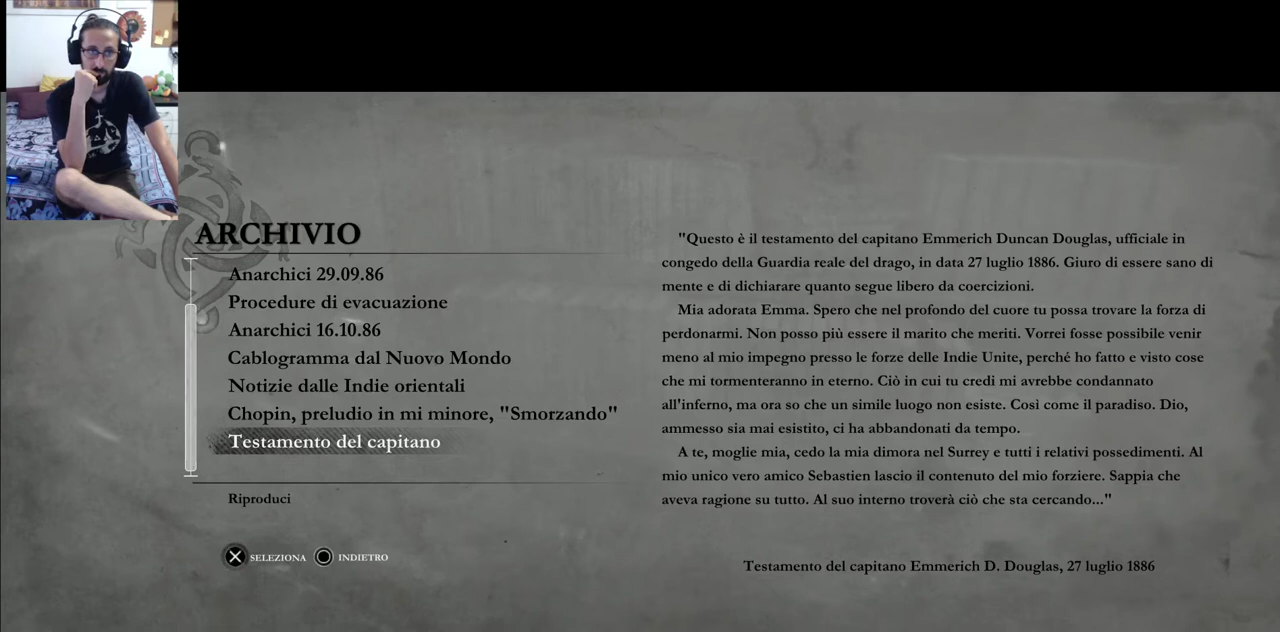 ARCHIVIO
Anarchici 29.09.86
Procedure di evacuazione
Anarchici 16.10.86
Cablogramma dal Nuovo Mondo
Notizie dalle Indie orientali
Chopin, preludio in mi minore, "Smorzando"
Testamento del capitano
Riproduci
SELEZIONA INDIETRO
"Questo è il testamento del capitano Emmerich Duncan Douglas, ufficiale in
congedo della Guardia reale del drago, in data 27 luglio 1886. Giuro di essere sano di
mente e di dichiarare quanto segue libero da coercizioni.
Mia adorata Emma. Spero che nel profondo del cuore tu possa trovare la forza di
perdonarmi. Non posso più essere il marito che meriti. Vorrei fosse possibile venir
meno al mio impegno presso le forze delle Indie Unite, perché ho fatto e visto cose
che mi tormenteranno in eterno. Ciò in cui tu credi mi avrebbe condannato
all'inferno, ma ora so che un simile luogo non esiste. Così come il paradiso. Dio,
ammesso sia mai esistito, ci ha abbandonati da tempo.
A te, moglie mia, cedo la mia dimora nel Surrey e tutti i relativi possedimenti. Al
mio unico vero amico Sebastien lascio il contenuto del mio forziere. Sappia che
aveva ragione su tutto. Al suo interno troverà ciò che sta cercando..."
Testamento del capitano Emmerich D. Douglas, 27 luglio 1886